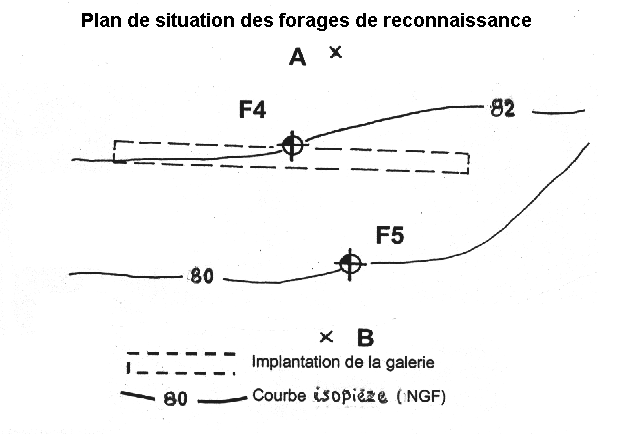 Plan de situation des forages de reconnaissance
A
F4
82
F5
80
B
Implantation de la galerie
80 Courbe isopièze (NGF)